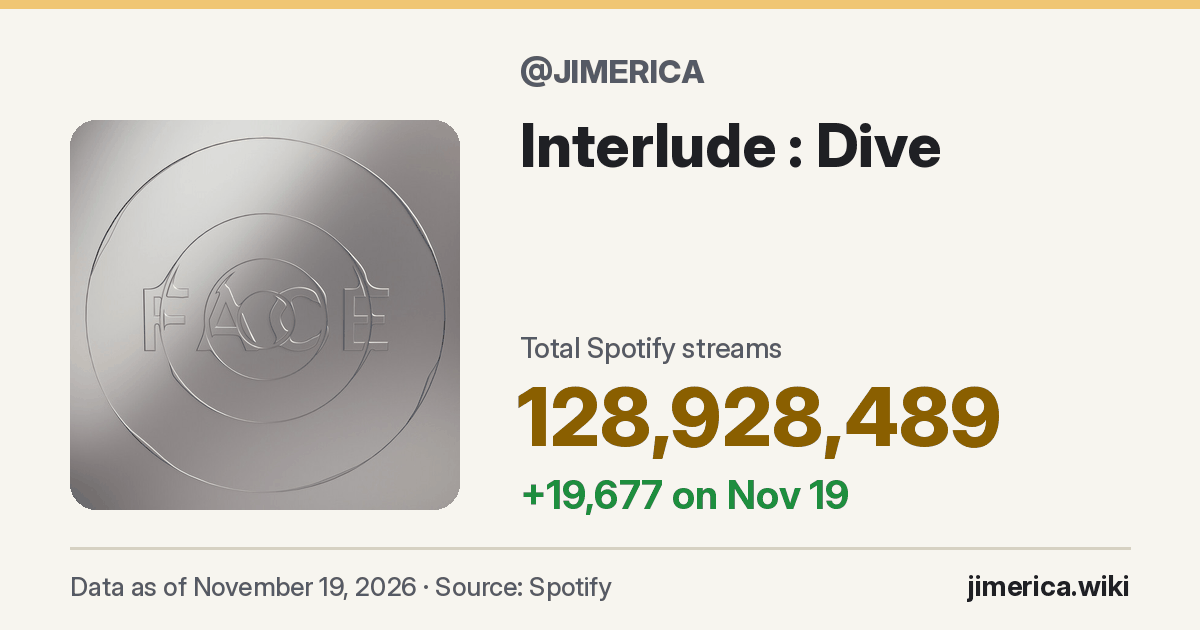 @JIMERICA
Interlude : Dive
FACE
Total Spotify streams
128,928,489
+19,677 on Nov 19
Data as of November 19, 2026 · Source: Spotify
jimerica.wiki